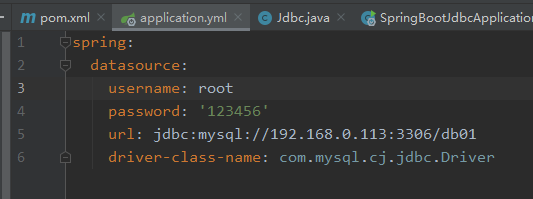 pom.xml application.yml Jdbc.java SpringBootJdbcApplication
1 spring:
2 datasource:
3 username: root
4 password: '123456'
5 url: jdbc:mysql://192.168.0.113:3306/db01
6 driver-class-name: com.mysql.cj.jdbc.Driver